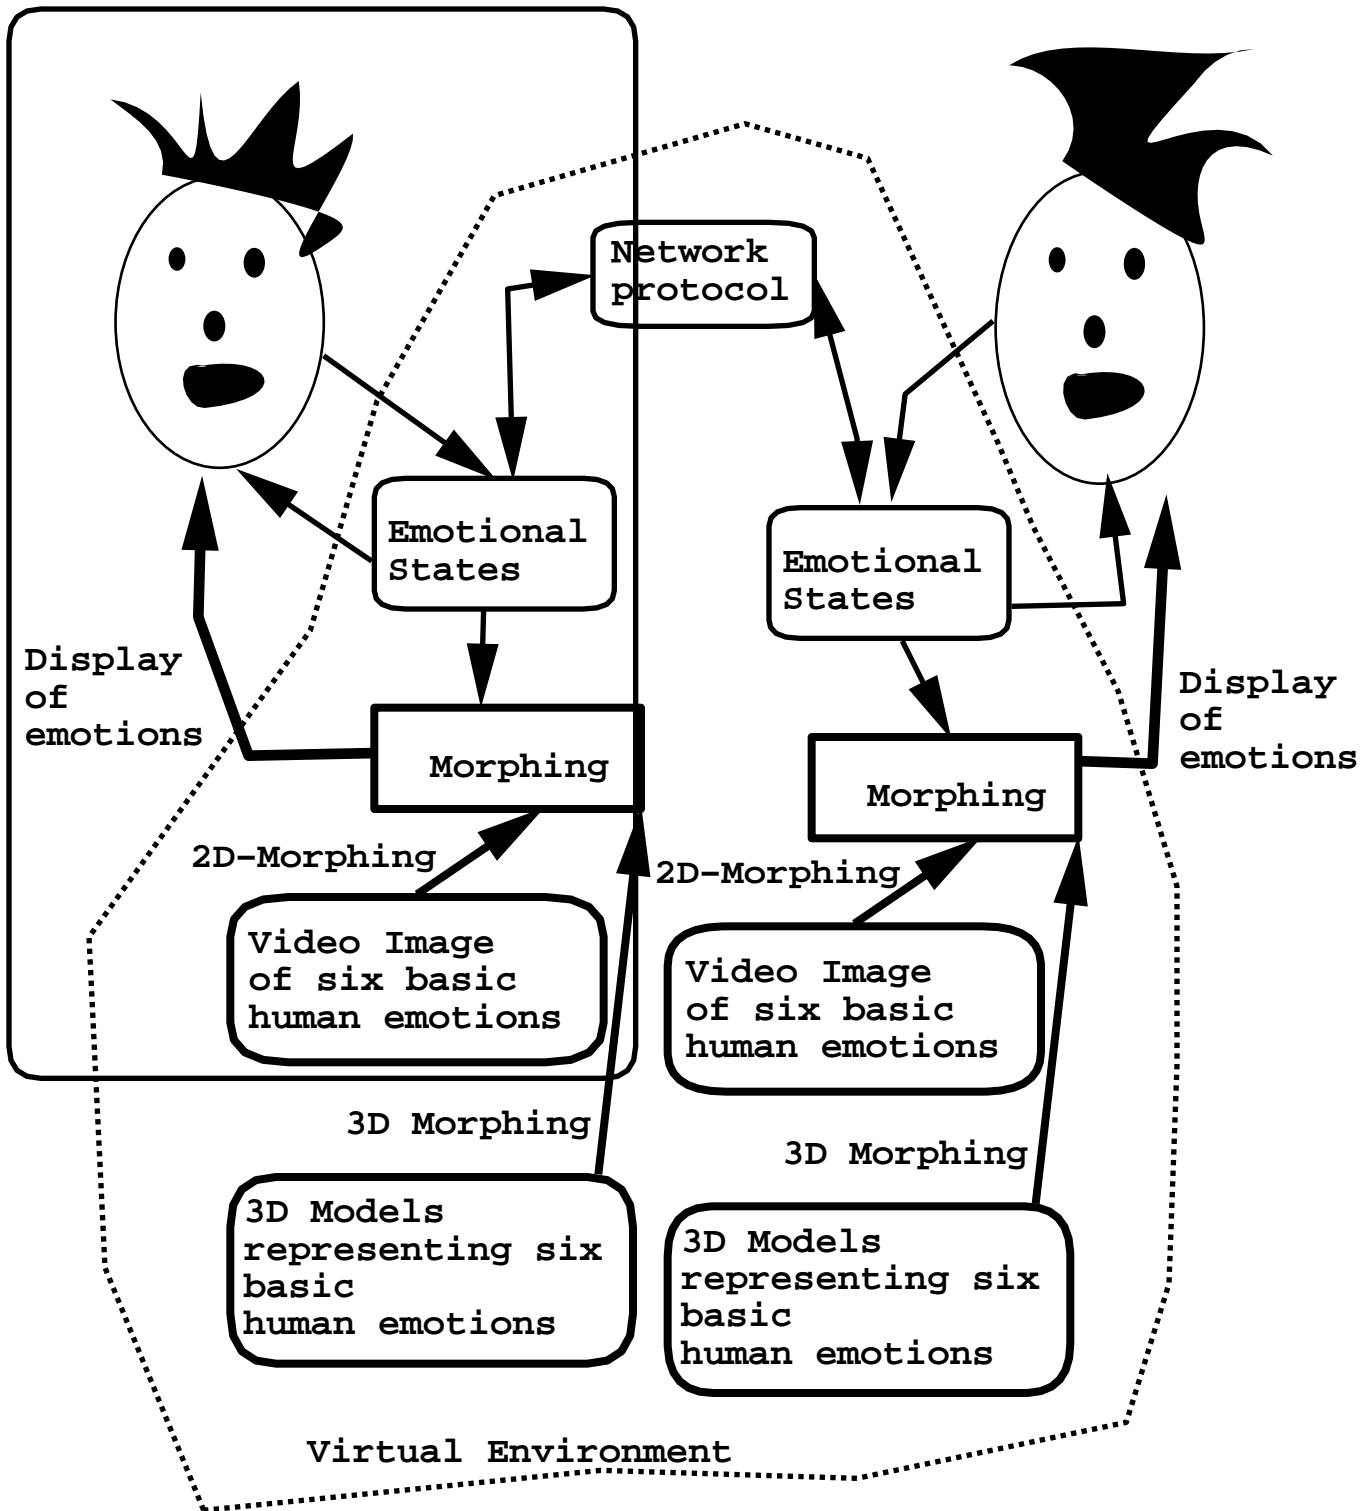 Network
protocol
Emotional
States
Emotional
States
Display
of
emotions
Display
of
emotions
Morphing
Morphing
2D-Morphing
2D-Morphing
Video Image
of six basic
human emotions
Video Image
of six basic
human emotions
3D Morphing
3D Morphing
3D Models
representing six
basic
human emotions
3D Models
representing six
basic
human emotions
Virtual Environment